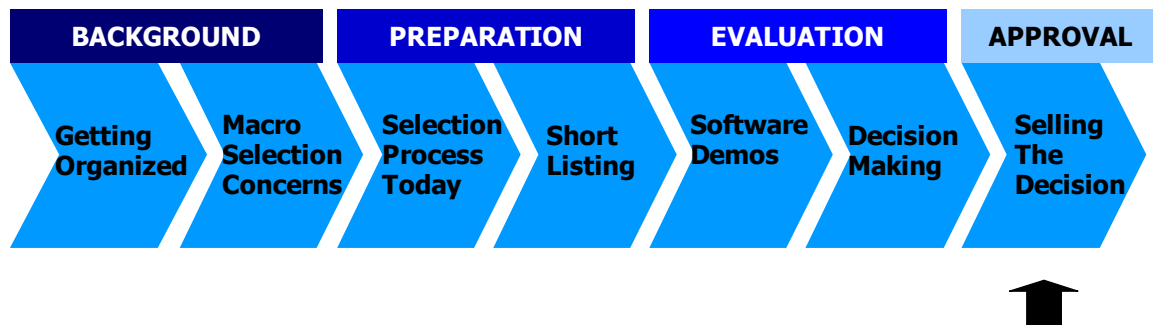 BACKGROUND
PREPARATION
EVALUATION
APPROVAL
Getting
Organized
Macro
Selection
Concerns
Selection
Process
Today
Short
Listing
Software
Demos
Decision
Making
Selling
The
Decision